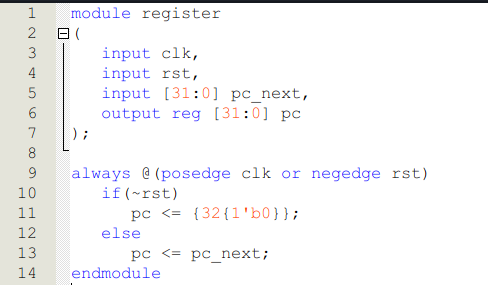 1 module register
2 (
3 input clk,
4 input rst,
5 input [31:0] pc_next,
6 output reg [31:0] pc
7 );
8
9 always @(posedge clk or negedge rst)
10 if(~rst)
11 pc <= {32{1'b0}};
12 else
13 pc <= pc_next;
14 endmodule